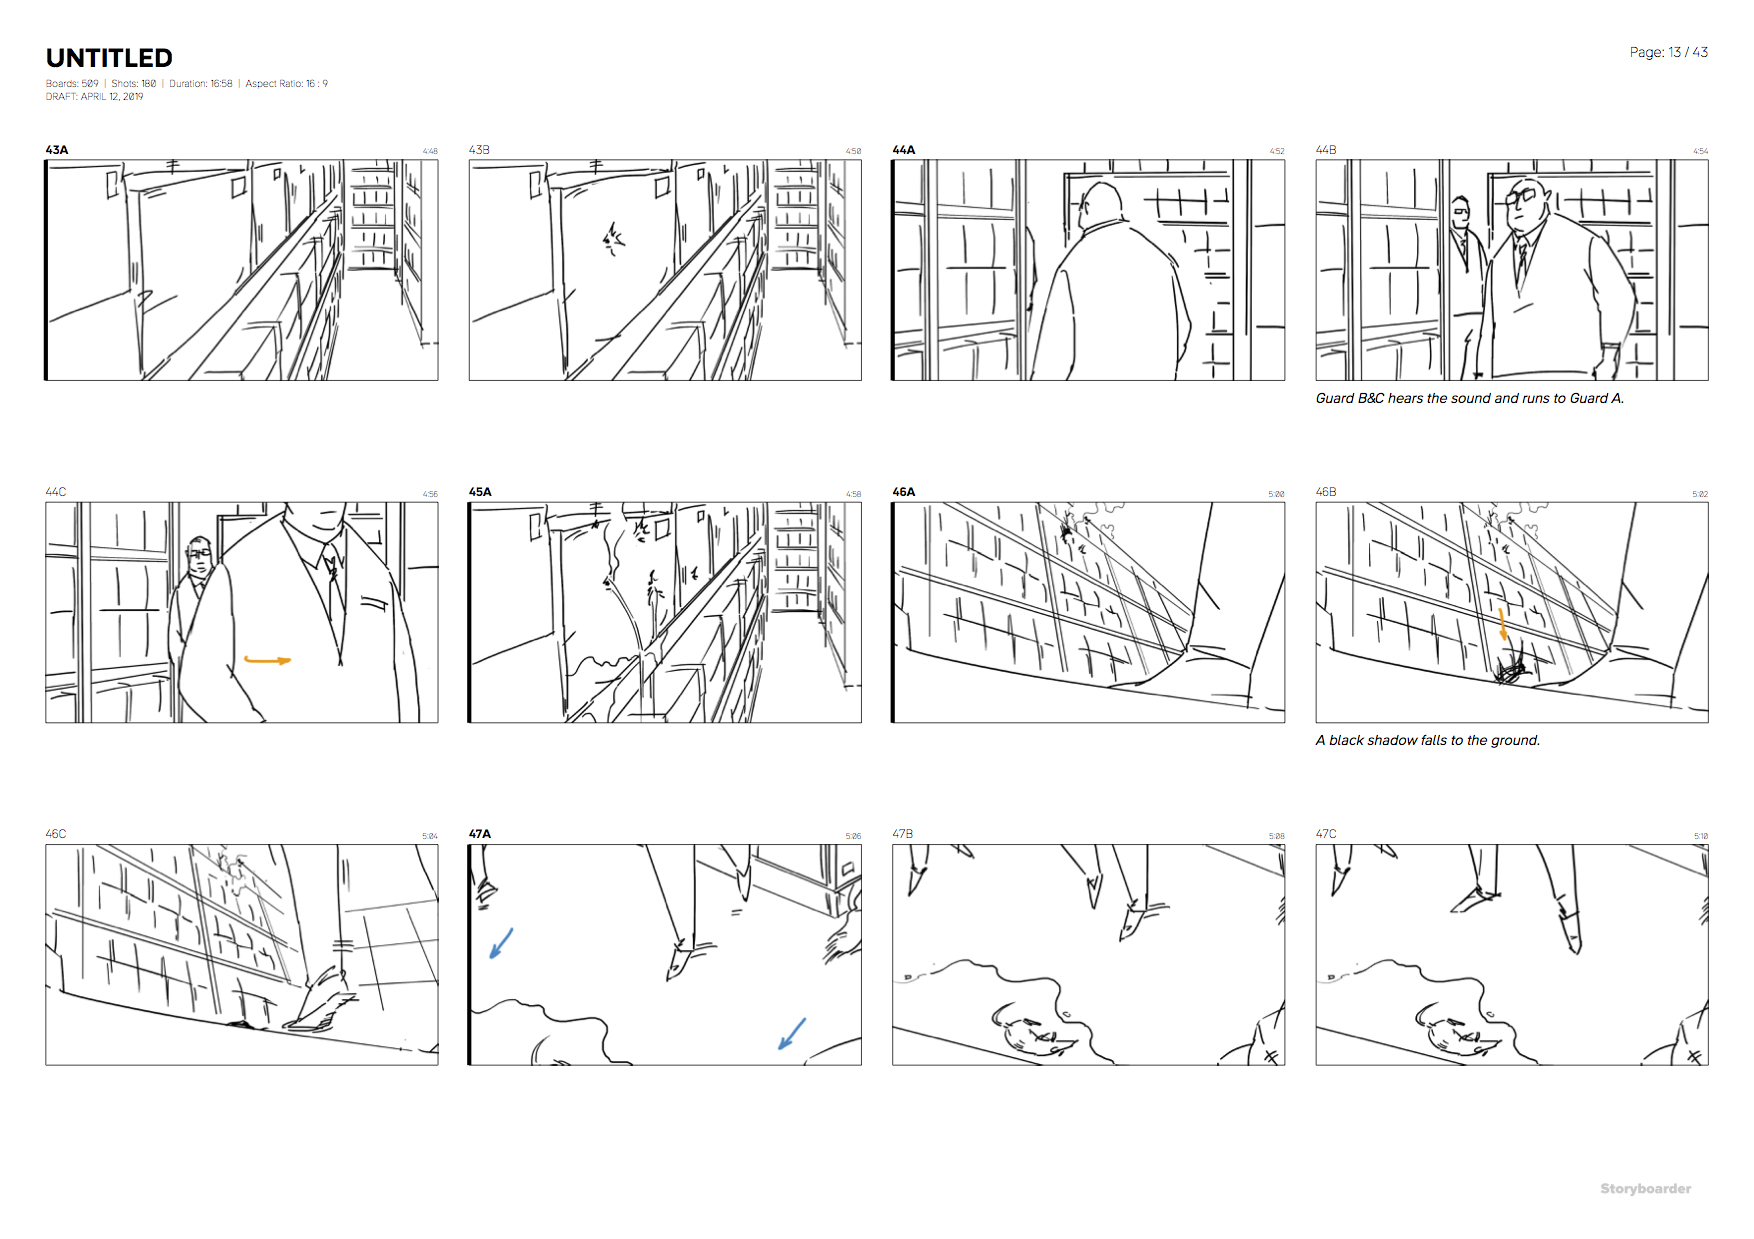 UNTITLED
Page: 13 / 43
Boards: 509 | Shots: 180 | Duration: 16:58 | Aspect Ratio: 16 : 9
DRAFT: APRIL 12, 2019
43A 4:48
43B 4:50
44A 4:52
44B 4:54
Guard B&C hears the sound and runs to Guard A.
44C 4:56
45A 4:58
46A 5:00
46B 5:02
A black shadow falls to the ground.
46C 5:04
47A 5:06
47B 5:08
47C 5:10
Storyboarder